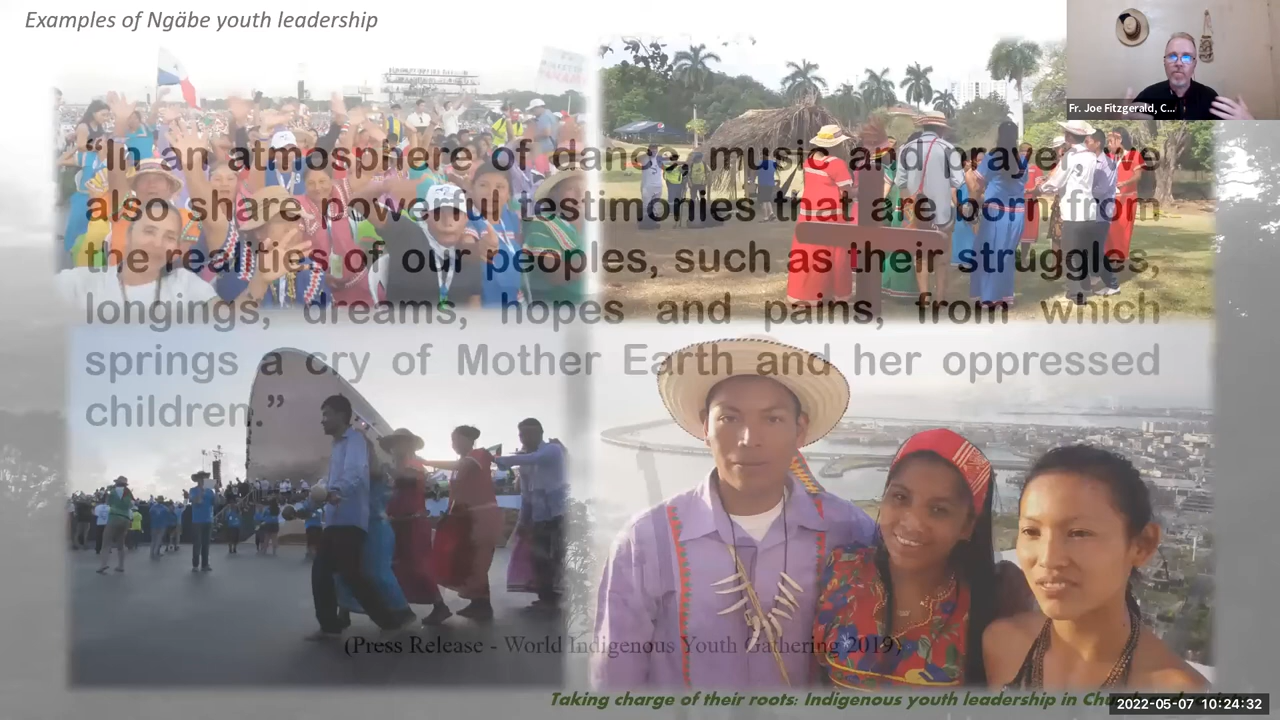 Examples of Ngäbe youth leadership
Fr. Joe Fitzgerald, C...
“In an atmosphere of dance, music and prayer, we
will share powerful testimonies that are born from
the realities of our peoples, such as their struggles,
longings, dreams, hopes and pains, from which
springs a cry of Mother Earth and her oppressed
children.”
(Press Release - World Indigenous Youth Gathering 2019)
Taking charge of their roots: Indigenous youth leadership in
2022-05-07 10:24:32